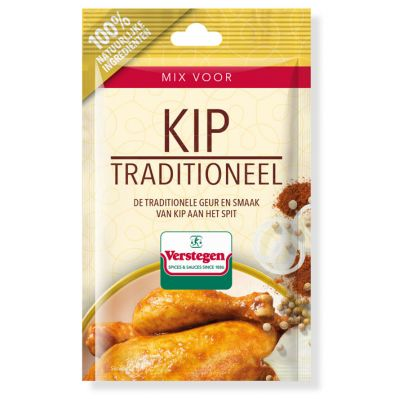 100%
NATUURLIJKE
INGREDIËNTEN
MIX VOOR
KIP
TRADITIONEEL
DE TRADITIONELE GEUR EN SMAAK
VAN KIP AAN HET SPIT
Verstegen
SPICES & SAUCES SINCE 1886